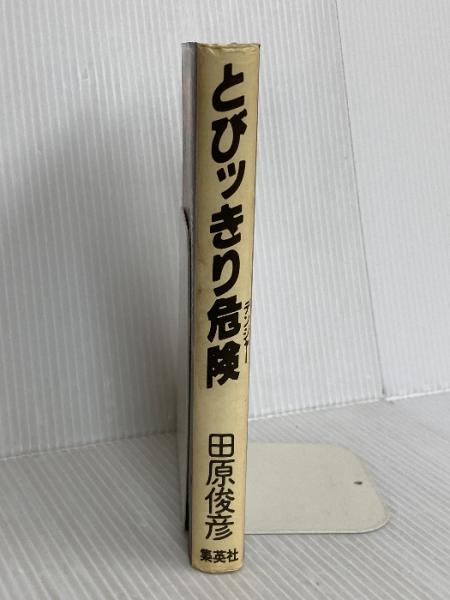 とびッきり危険
デンジャー
田原俊彦
集英社